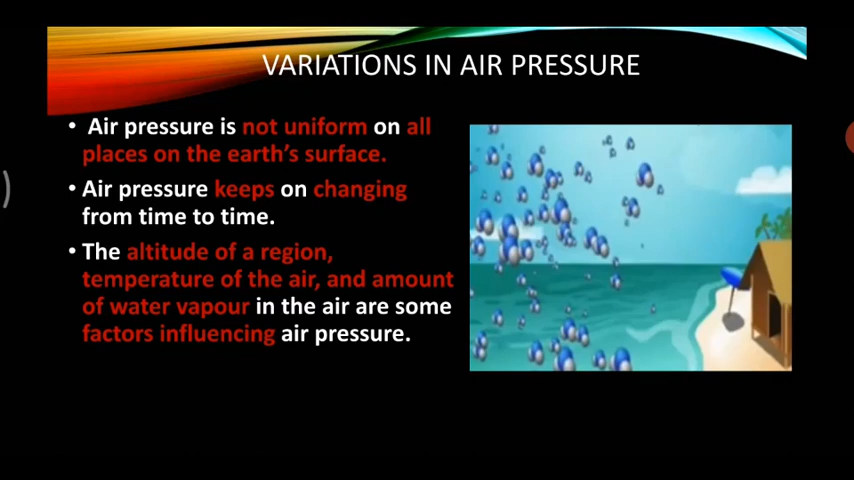 VARIATIONS IN AIR PRESSURE
• Air pressure is not uniform on all
places on the earth's surface.
• Air pressure keeps on changing
from time to time.
• The altitude of a region,
temperature of the air, and amount
of water vapour in the air are some
factors influencing air pressure.